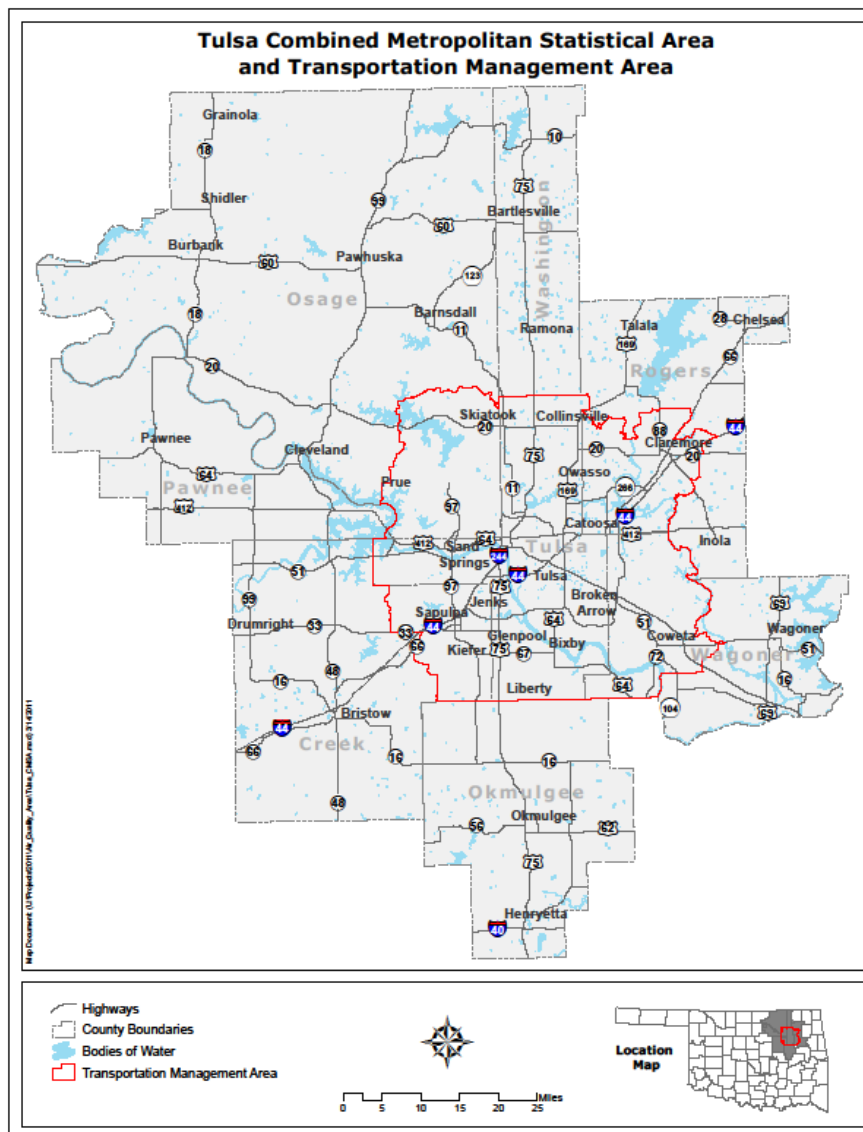 Tulsa Combined Metropolitan Statistical Area
and Transportation Management Area
Grainola
18
10
Shidler
99
75
Washington
Bartlesville
60
Burbank
Pawhuska
60
123
Osage
Barnsdall
18
11
Ramona
Talala
28
Chelsea
169
66
20
Rogers
Skiatook
Collinsville
20
88
44
Pawnee
Claremore
Cleveland
75
20
20
64
Owasso
Prue
Pawnee
11
169
266
97
412
Catoosa
44
412
64
Tulsa
412
Inola
Sand
Springs
244
51
44
Tulsa
99
97
75
Broken
Arrow
69
Jenks
Sapulpa
44
64
51
Wagoner
Drumright
33
33
Glenpool
Bixby
Coweta
51
66
Kiefer
75
67
72
Wagoner
48
16
16
Liberty
64
104
69
Bristow
44
Creek
66
16
16
48
Okmulgee
Okmulgee
56
62
75
Henryetta
40
Highways
County Boundaries
Bodies of Water
Transportation Management Area
Miles
0 5 10 15 20 25
Location
Map